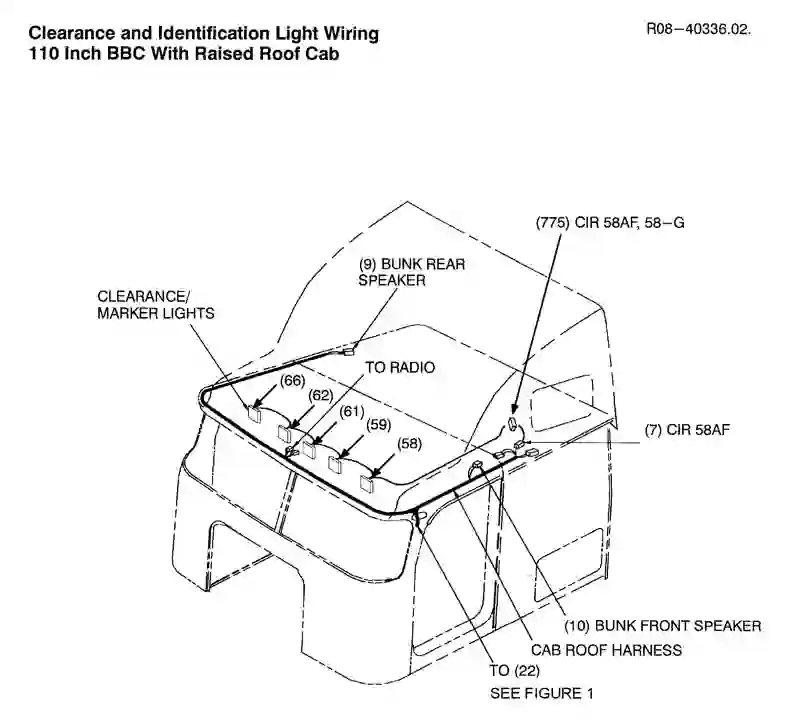 Clearance and Identification Light Wiring
110 Inch BBC With Raised Roof Cab
R08–40336.02.
(775) CIR 58AF, 58–G
(9) BUNK REAR
SPEAKER
CLEARANCE/
MARKER LIGHTS
TO RADIO
(66)
(62)
(61)
(59)
(58)
(7) CIR 58AF
(10) BUNK FRONT SPEAKER
CAB ROOF HARNESS
TO (22)
SEE FIGURE 1